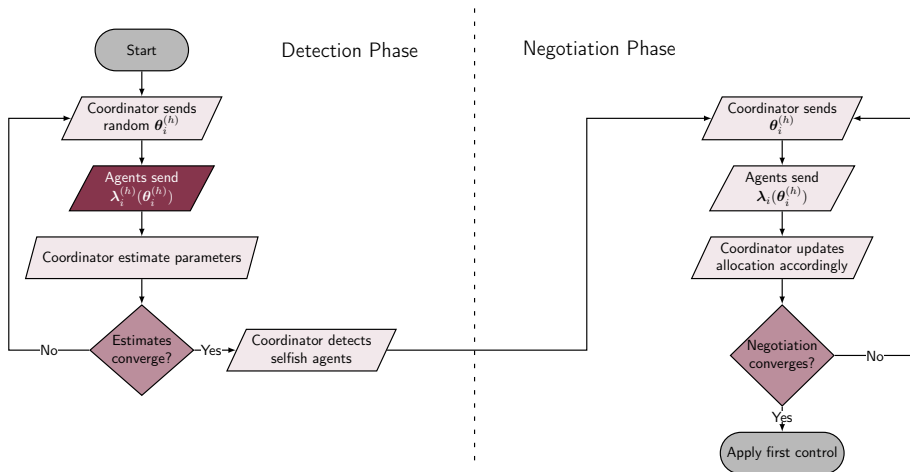 Detection Phase
Negotiation Phase
Start
Coordinator sends
random θ_i^(h)
Agents send
λ_i^(h)(θ_i^(h))
Coordinator estimate parameters
Estimates
converge?
No
Yes
Coordinator detects
selfish agents
Coordinator sends
θ_i^(h)
Agents send
λ_i(θ_i^(h))
Coordinator updates
allocation accordingly
Negotiation
converges?
No
Yes
Apply first control